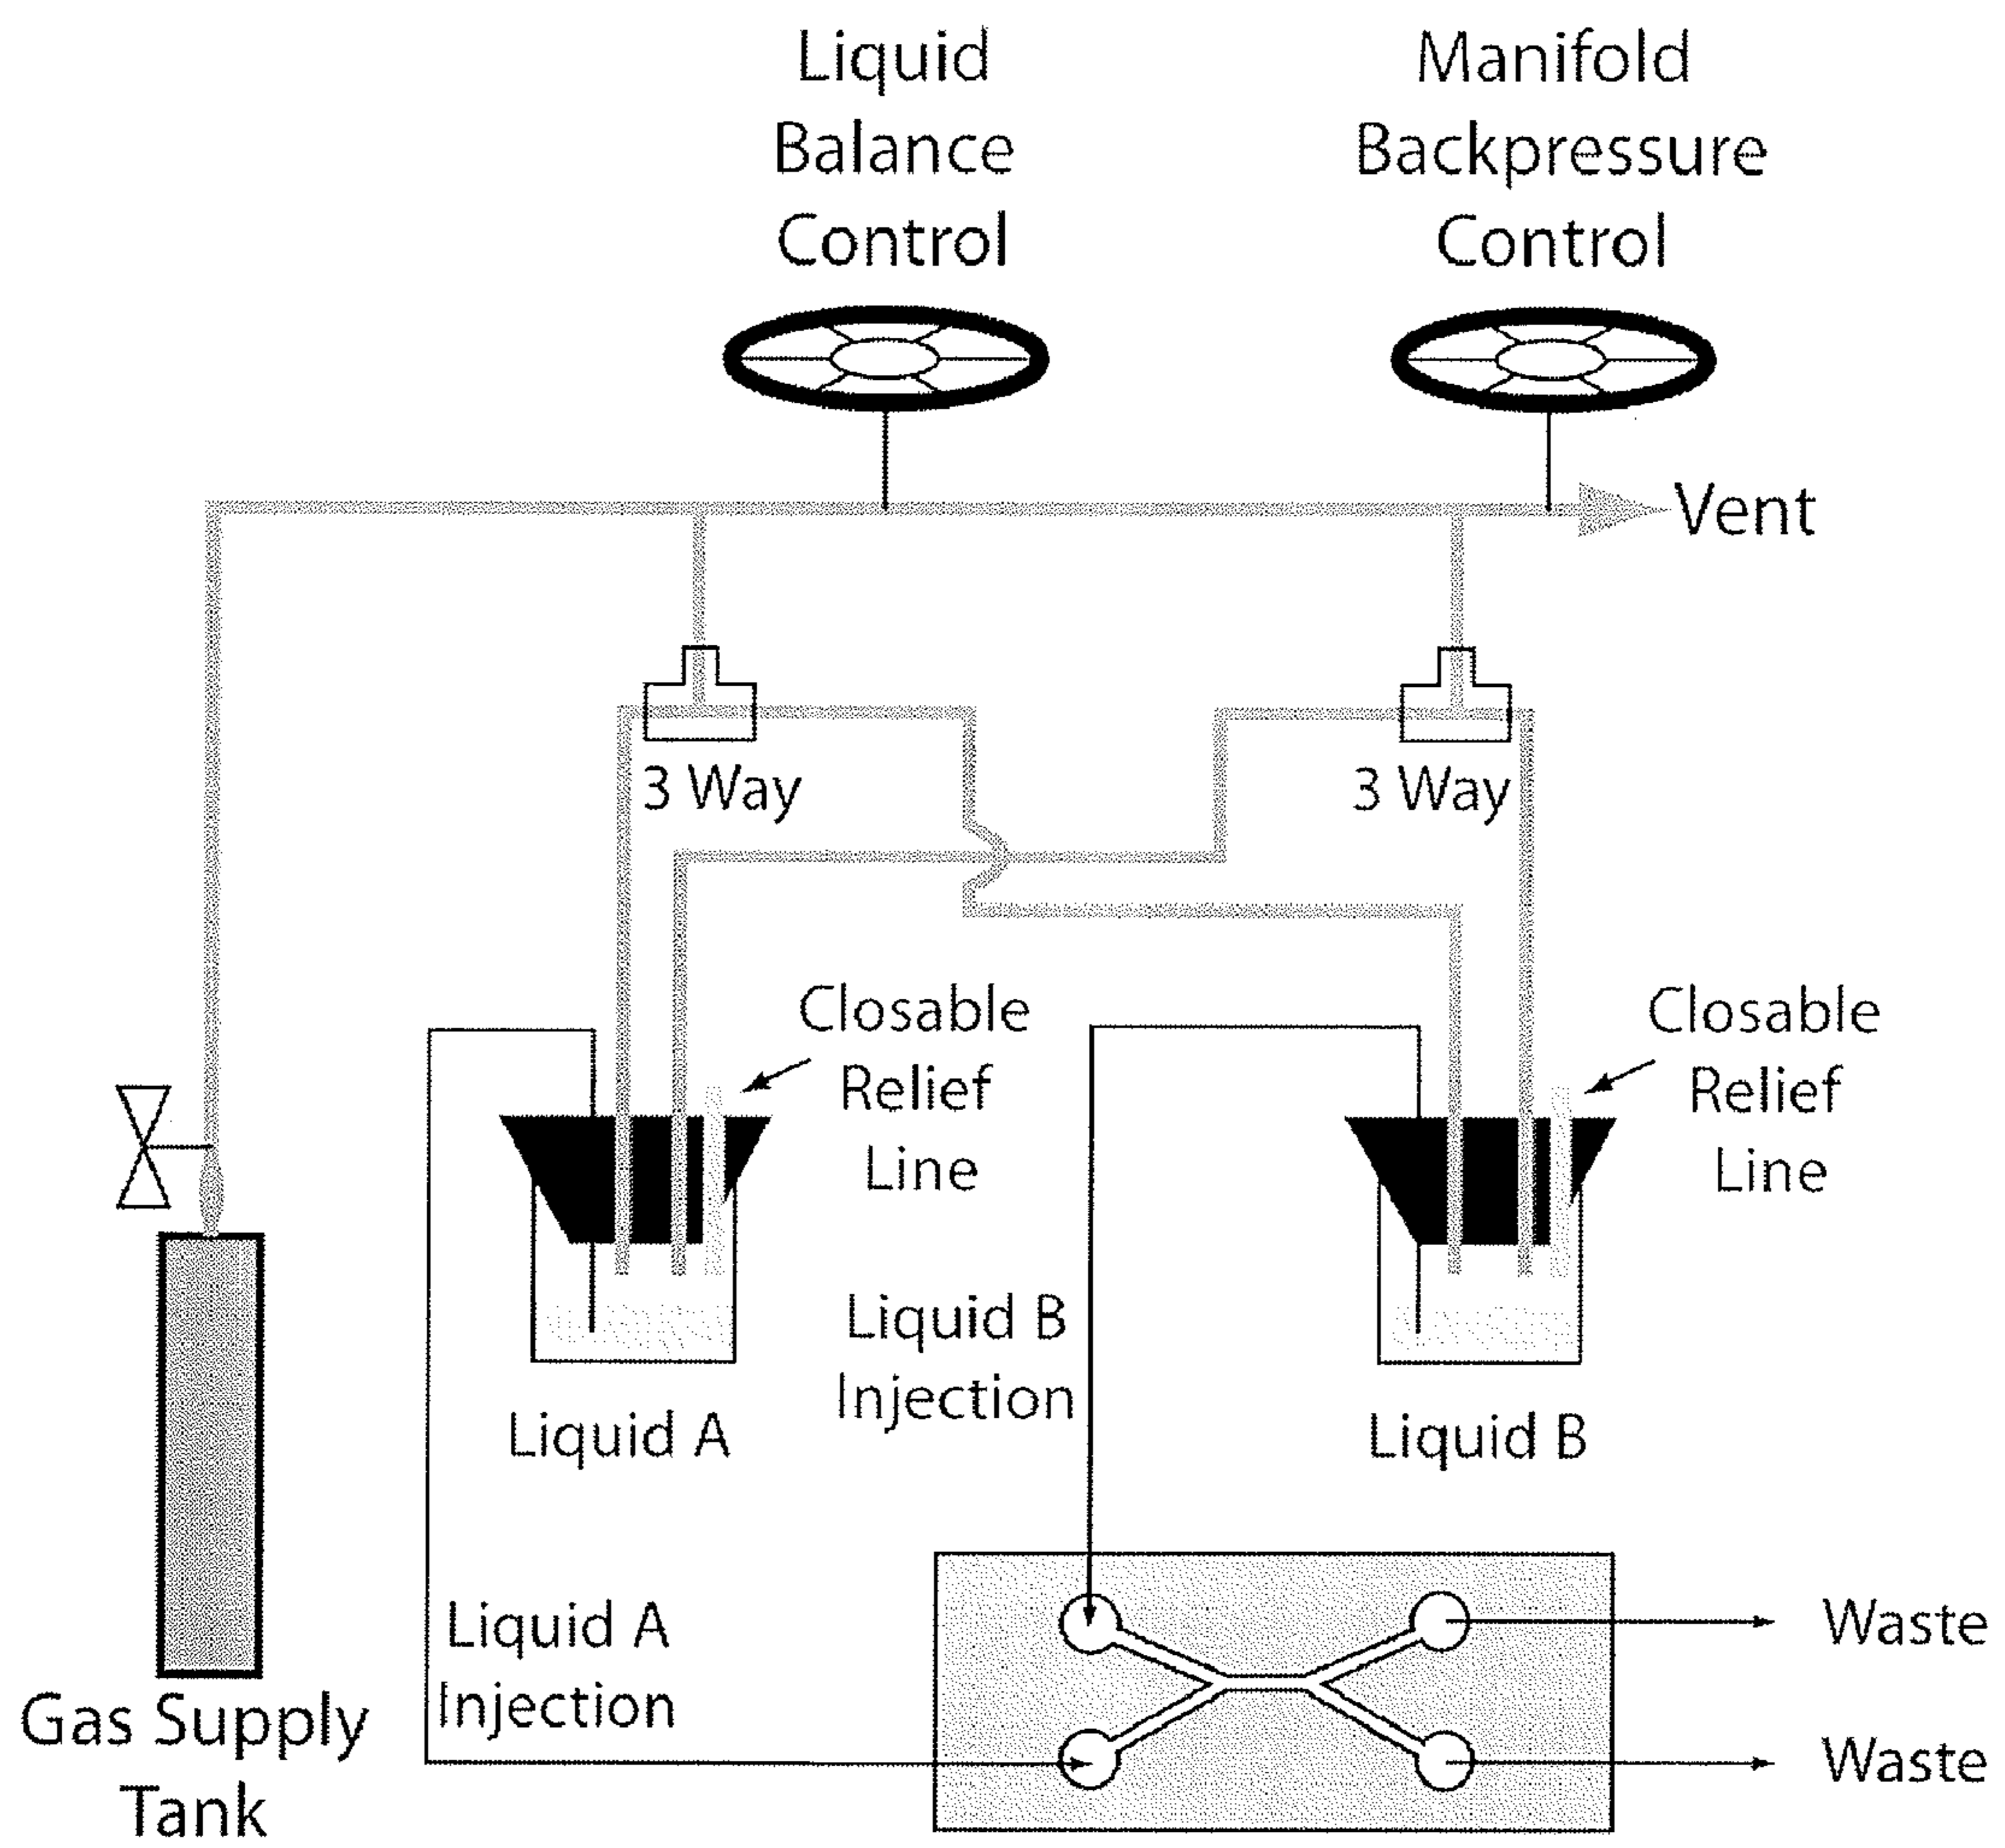 Liquid
Balance
Control
Manifold
Backpressure
Control
Vent
3 Way
3 Way
Closable
Relief
Line
Closable
Relief
Line
Liquid B
Injection
Liquid A
Liquid B
Liquid A
Injection
Waste
Waste
Gas Supply
Tank